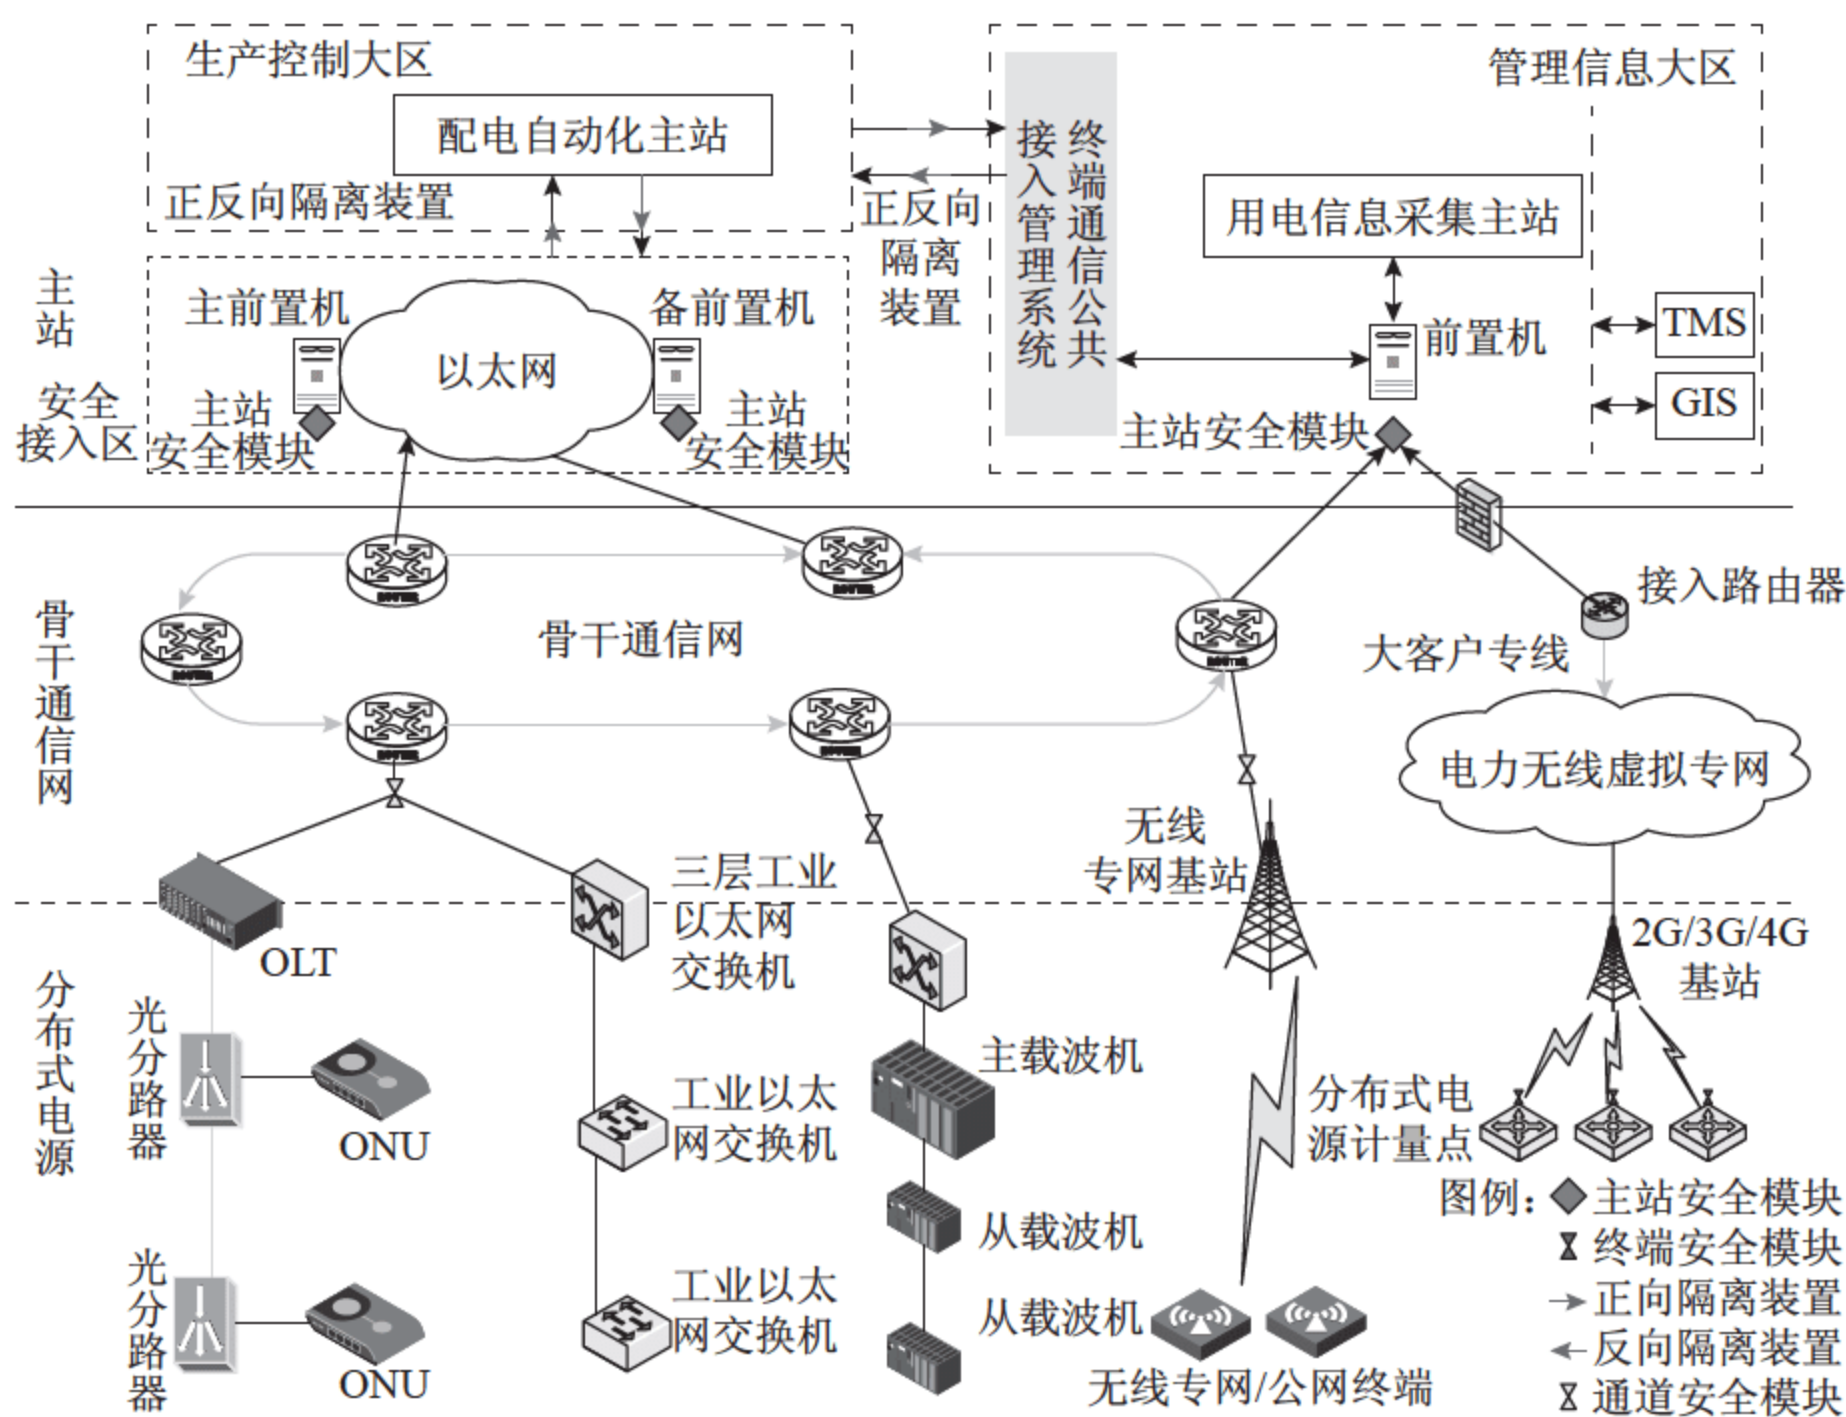 生产控制大区
配电自动化主站
正反向隔离装置
管理信息大区
终端通信公共
接入管理系统
正反向
隔离
装置
用电信息采集主站
TMS
GIS
前置机
主站安全模块
主站
安全
接入区
主前置机
备前置机
以太网
主站
安全模块
主站
安全模块
骨干通信网
ROUTER
ROUTER
ROUTER
骨干通信网
ROUTER
ROUTER
ROUTER
接入路由器
大客户专线
电力无线虚拟专网
无线
专网基站
2G/3G/4G
基站
分布式电源
OLT
三层工业
以太网
交换机
光分路器
ONU
工业以太
网交换机
主载波机
分布式电
源计量点
从载波机
光分路器
ONU
工业以太
网交换机
从载波机
无线专网/公网终端
图例：
主站安全模块
终端安全模块
正向隔离装置
反向隔离装置
通道安全模块